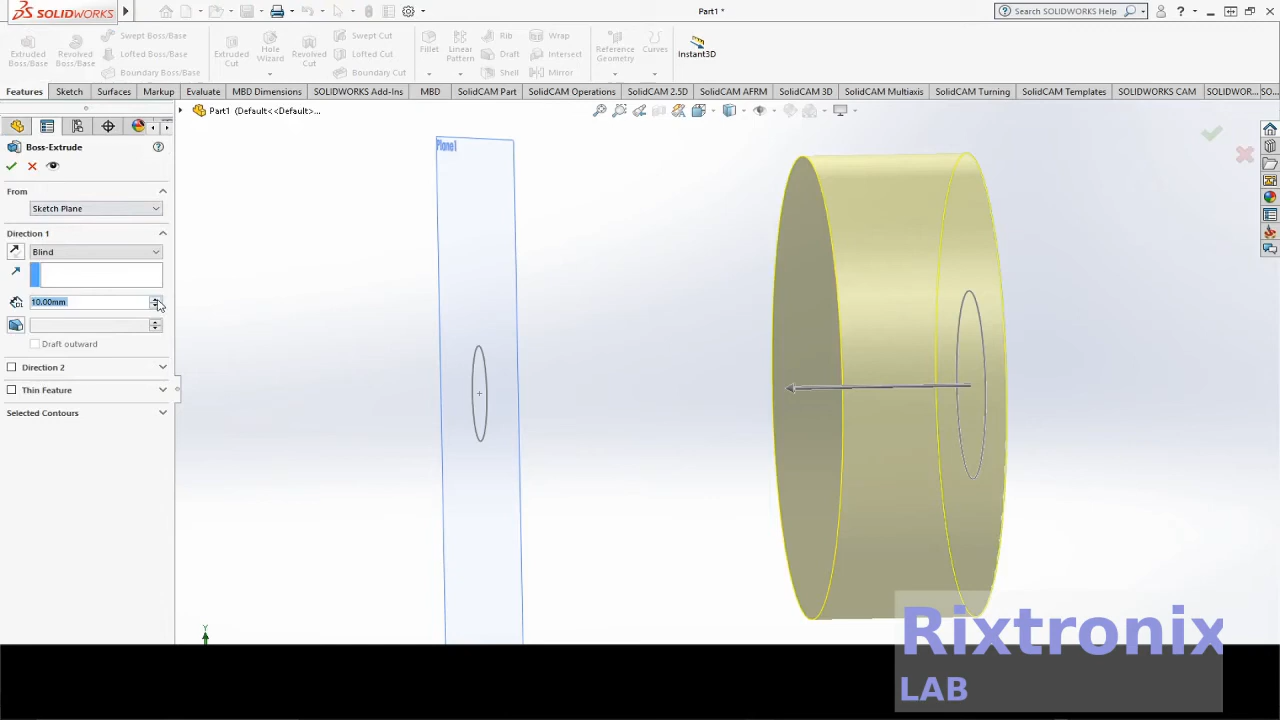 SOLIDWORKS
Part1 *
Search SOLIDWORKS Help
?
Extruded Boss/Base
Revolved Boss/Base
Swept Boss/Base
Lofted Boss/Base
Boundary Boss/Base
Extruded Cut
Hole Wizard
Revolved Cut
Swept Cut
Lofted Cut
Boundary Cut
Fillet
Linear Pattern
Rib
Draft
Shell
Wrap
Intersect
Mirror
Reference Geometry
Curves
Instant3D
Features
Sketch
Surfaces
Markup
Evaluate
MBD Dimensions
SOLIDWORKS Add-Ins
MBD
SolidCAM Part
SolidCAM Operations
SolidCAM 2.5D
SolidCAM AFRM
SolidCAM 3D
SolidCAM Multiaxis
SolidCAM Turning
SolidCAM Templates
SOLIDWORKS CAM
SOLIDWOR...
SO...
Part1 (Default<<Default>...
Boss-Extrude
From
Sketch Plane
Direction 1
Blind
10.00mm
Draft outward
Direction 2
Thin Feature
Selected Contours
Plane1
Y
Rixtronix
LAB